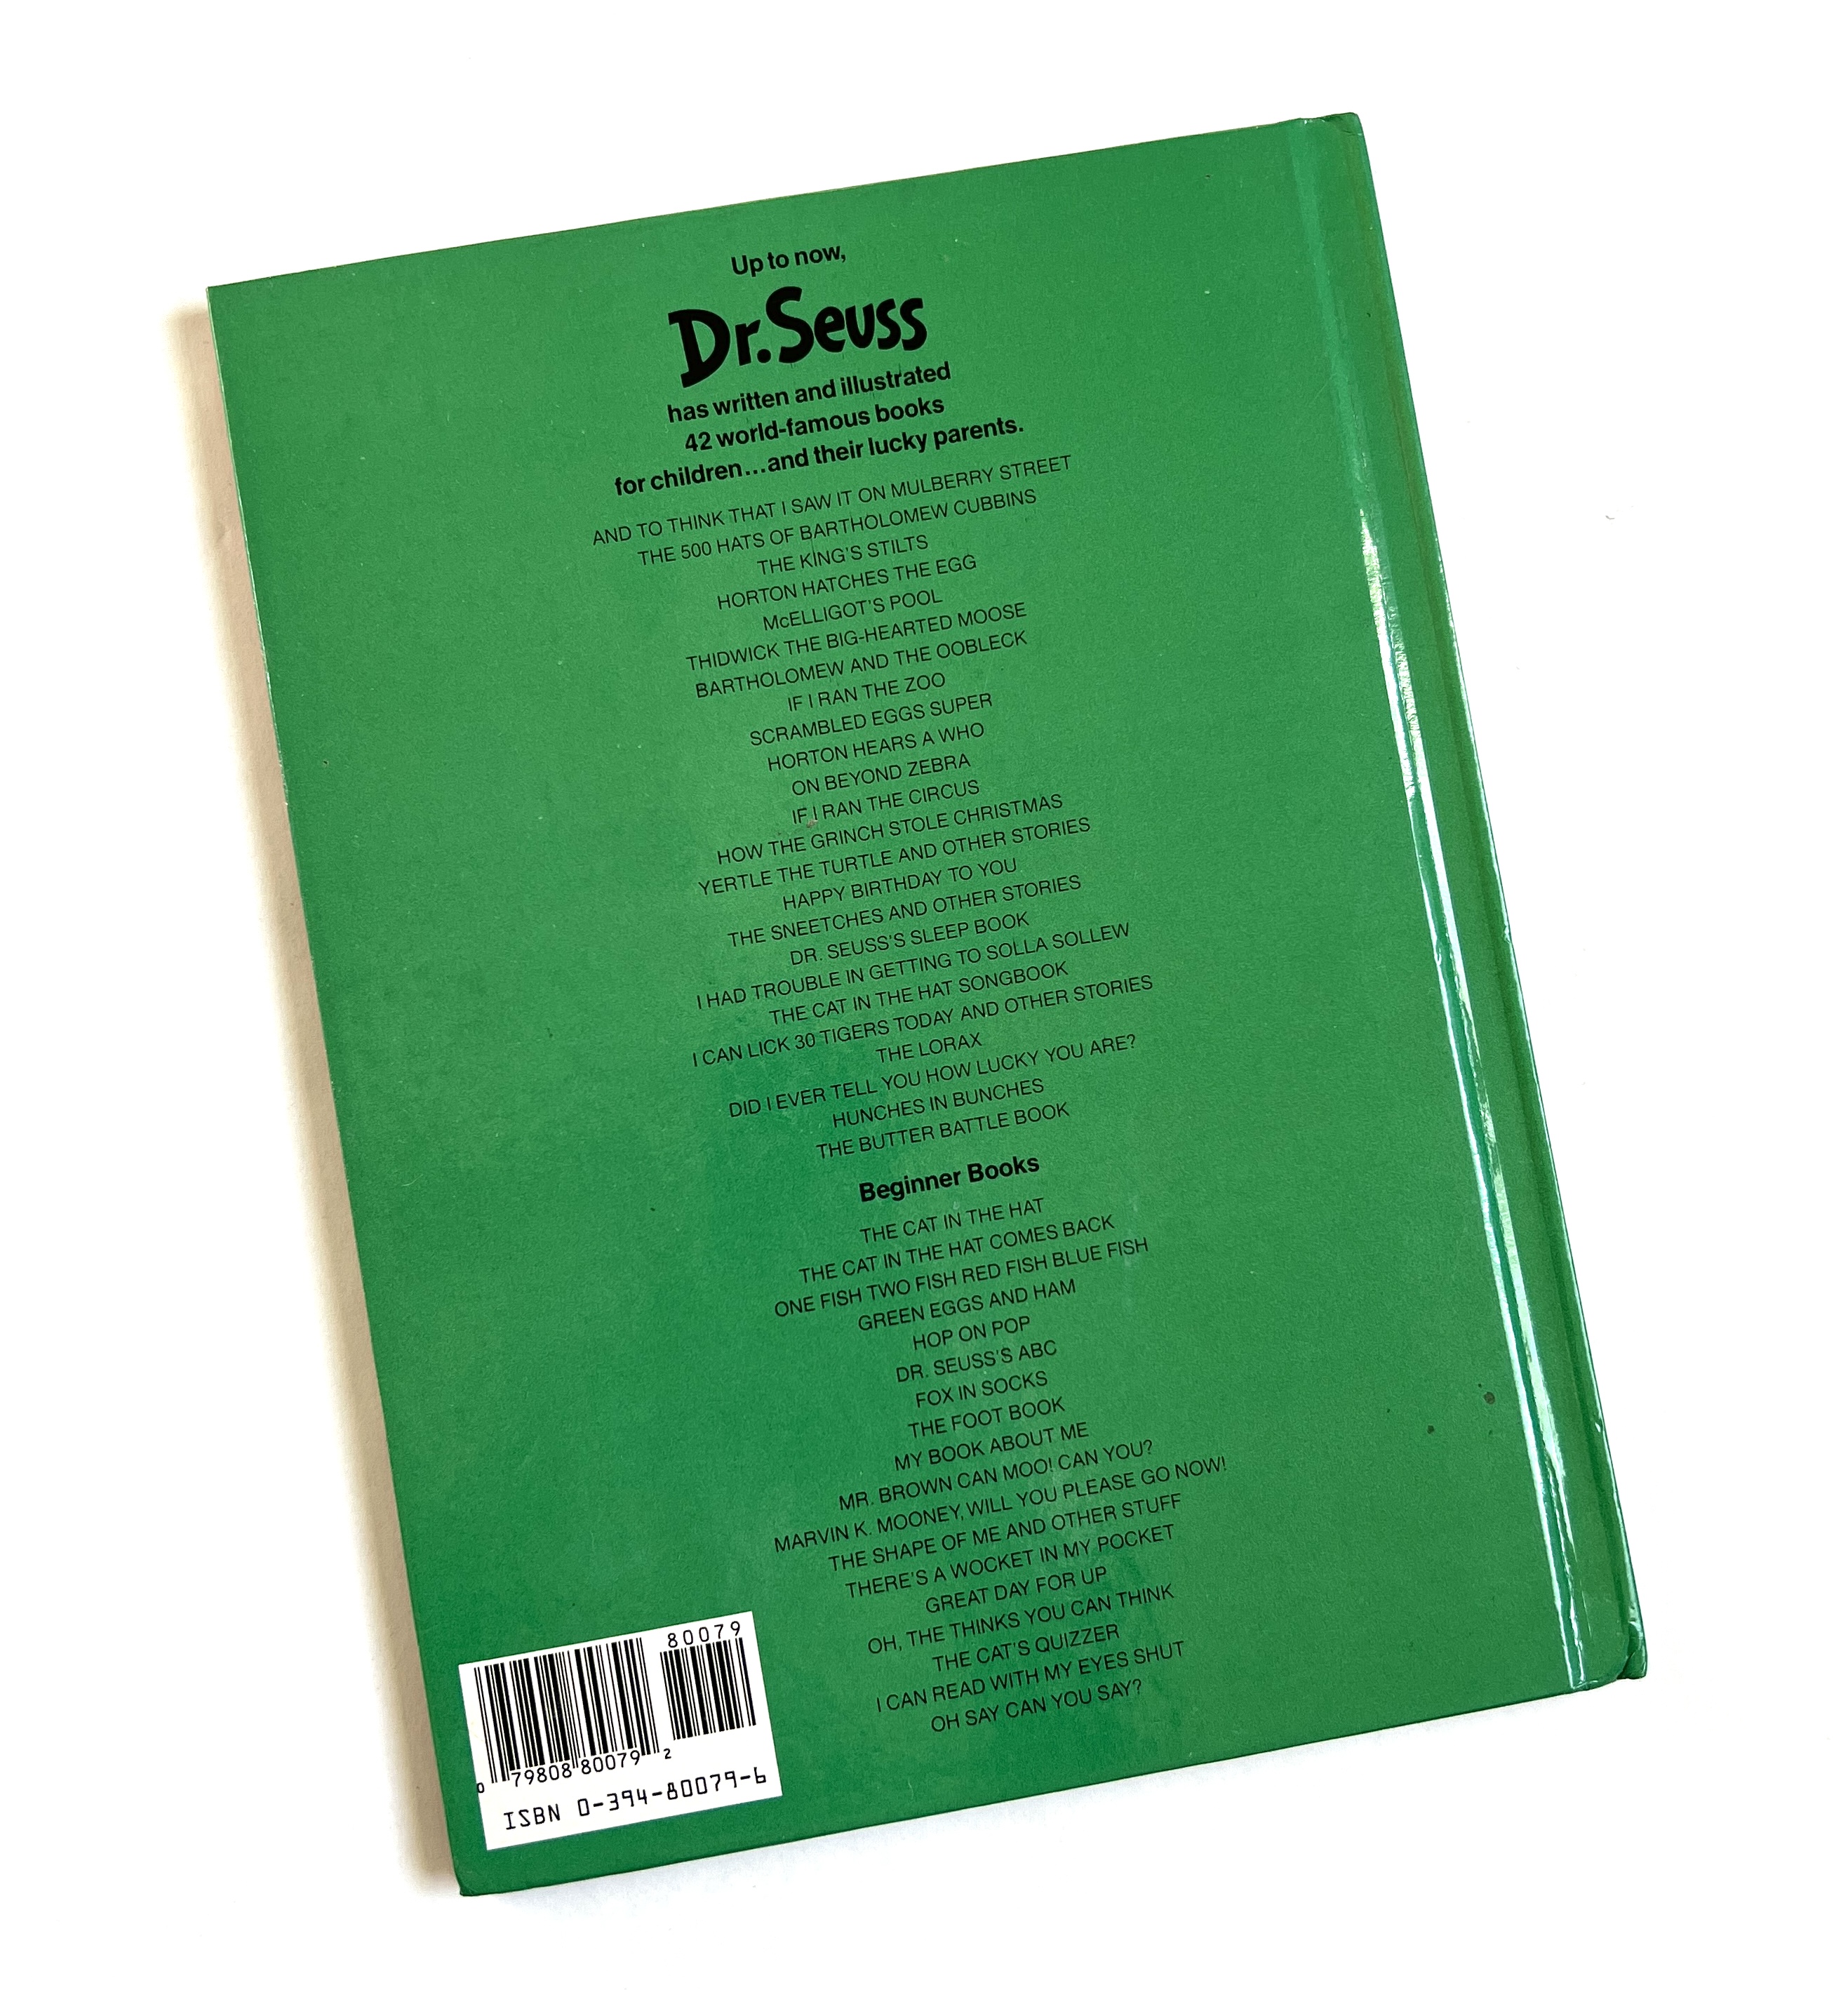 Up to now,
Dr. Seuss
has written and illustrated
42 world-famous books
for children...and their lucky parents.
AND TO THINK THAT I SAW IT ON MULBERRY STREET
THE 500 HATS OF BARTHOLOMEW CUBBINS
THE KING'S STILTS
HORTON HATCHES THE EGG
McELLIGOT'S POOL
THIDWICK THE BIG-HEARTED MOOSE
BARTHOLOMEW AND THE OOBLECK
IF I RAN THE ZOO
SCRAMBLED EGGS SUPER
HORTON HEARS A WHO
ON BEYOND ZEBRA
IF I RAN THE CIRCUS
HOW THE GRINCH STOLE CHRISTMAS
YERTLE THE TURTLE AND OTHER STORIES
HAPPY BIRTHDAY TO YOU
THE SNEETCHES AND OTHER STORIES
DR. SEUSS'S SLEEP BOOK
I HAD TROUBLE IN GETTING TO SOLLA SOLLEW
THE CAT IN THE HAT SONGBOOK
I CAN LICK 30 TIGERS TODAY AND OTHER STORIES
THE LORAX
DID I EVER TELL YOU HOW LUCKY YOU ARE?
HUNCHES IN BUNCHES
THE BUTTER BATTLE BOOK
Beginner Books
THE CAT IN THE HAT
THE CAT IN THE HAT COMES BACK
ONE FISH TWO FISH RED FISH BLUE FISH
GREEN EGGS AND HAM
HOP ON POP
DR. SEUSS'S ABC
FOX IN SOCKS
THE FOOT BOOK
MY BOOK ABOUT ME
MR. BROWN CAN MOO! CAN YOU?
MARVIN K. MOONEY, WILL YOU PLEASE GO NOW!
THE SHAPE OF ME AND OTHER STUFF
THERE'S A WOCKET IN MY POCKET
GREAT DAY FOR UP
OH, THE THINKS YOU CAN THINK
THE CAT'S QUIZZER
I CAN READ WITH MY EYES SHUT
OH SAY CAN YOU SAY?
80079
0 79808 80079 2
ISBN 0-394-80079-6